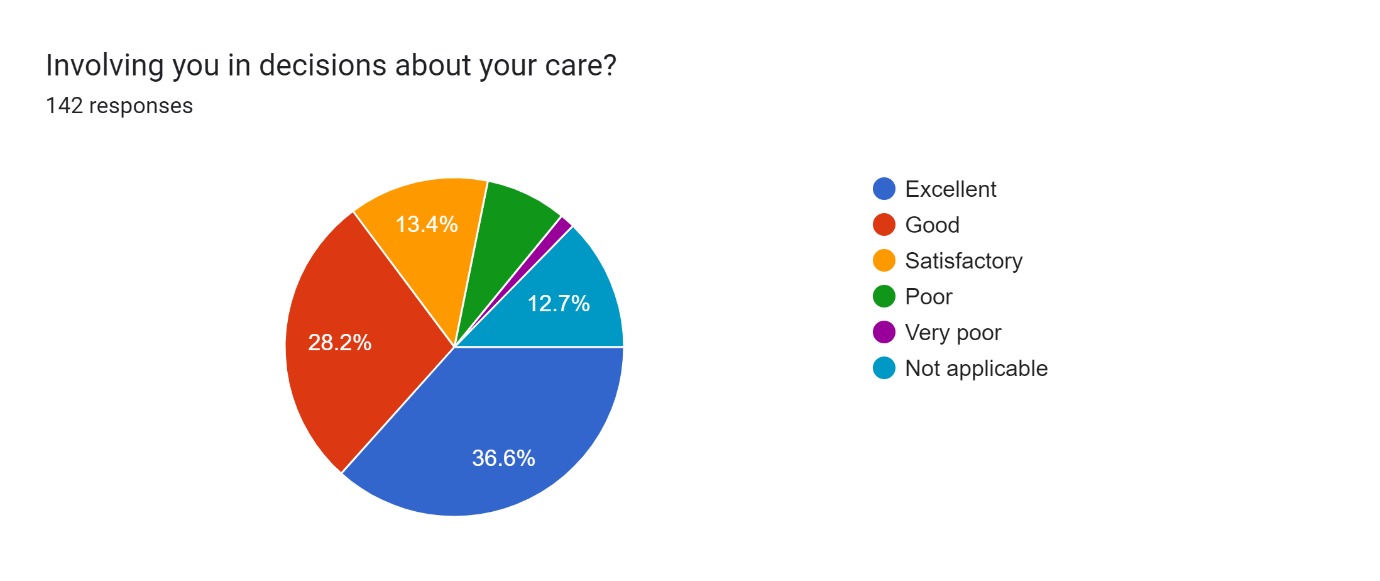 Involving you in decisions about your care?
142 responses
Excellent
Good
Satisfactory
Poor
Very poor
Not applicable
13.4%
12.7%
28.2%
36.6%